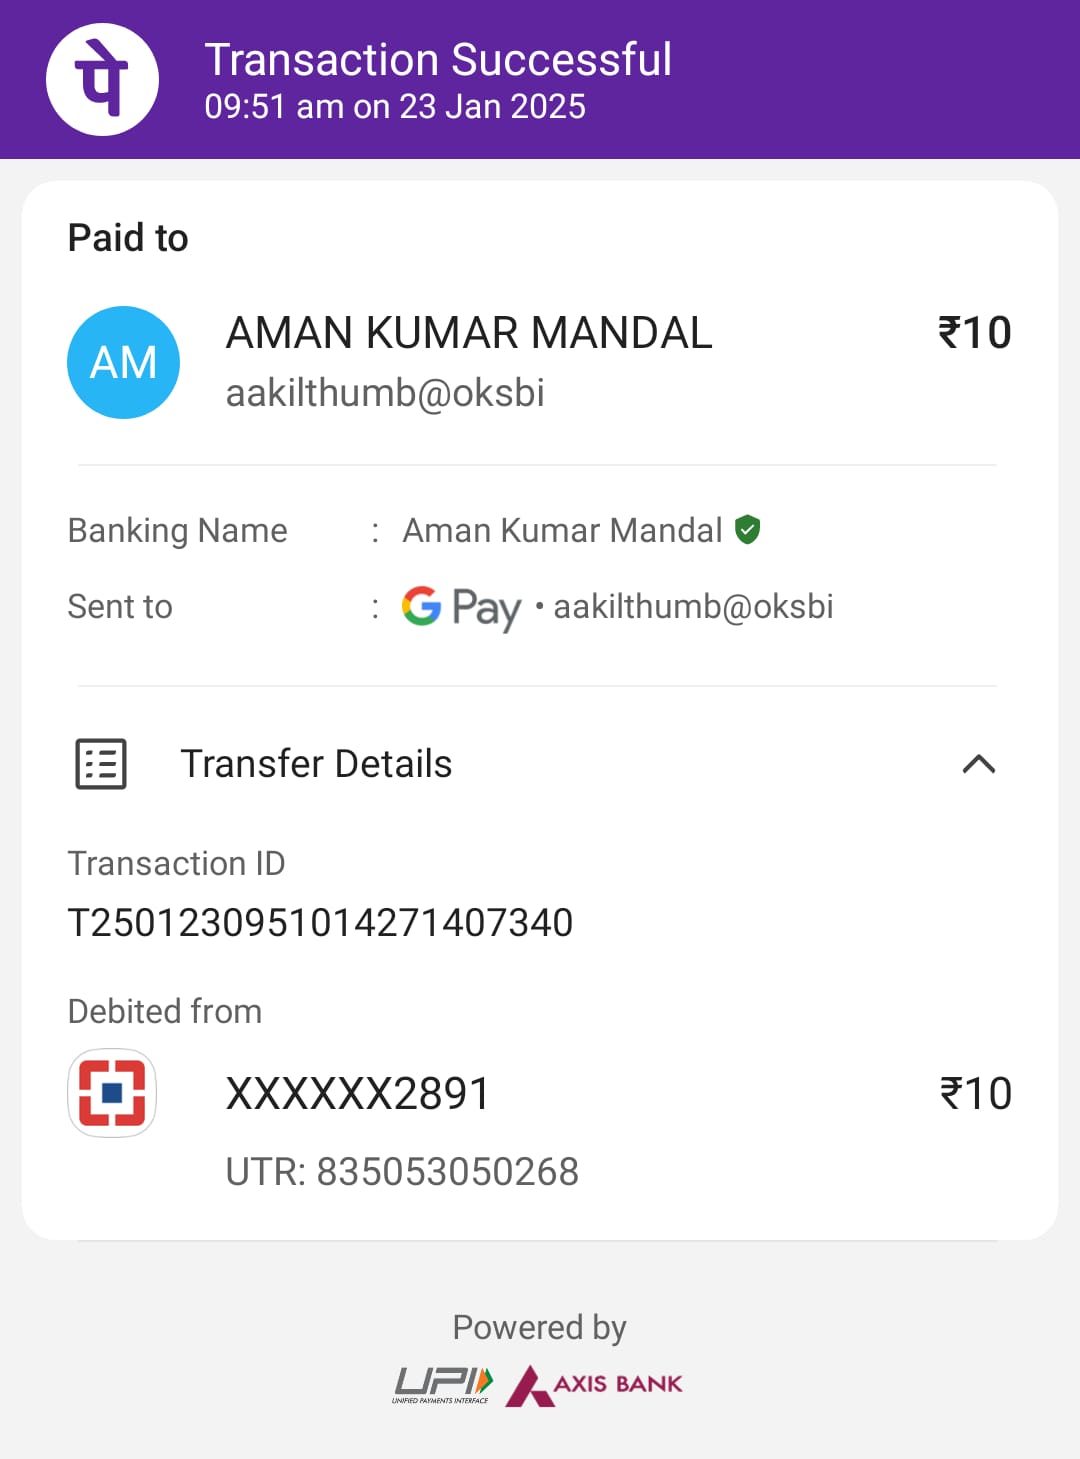 पे
Transaction Successful
09:51 am on 23 Jan 2025
Paid to
AM
AMAN KUMAR MANDAL ₹10
aakilthumb@oksbi
Banking Name : Aman Kumar Mandal
Sent to : G Pay • aakilthumb@oksbi
Transfer Details
Transaction ID
T2501230951014271407340
Debited from
XXXXXX2891 ₹10
UTR: 835053050268
Powered by
UPI AXIS BANK
UNIFIED PAYMENTS INTERFACE